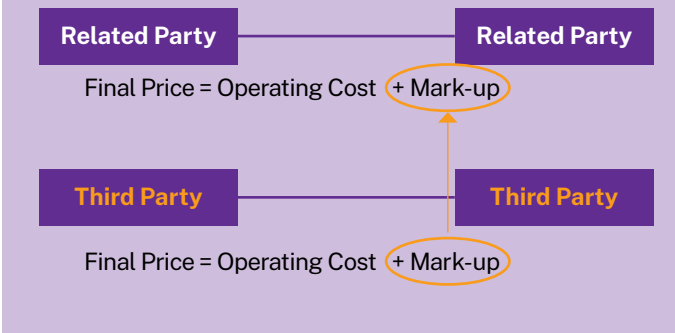 Related Party Related Party
Final Price = Operating Cost + Mark-up
Third Party Third Party
Final Price = Operating Cost + Mark-up